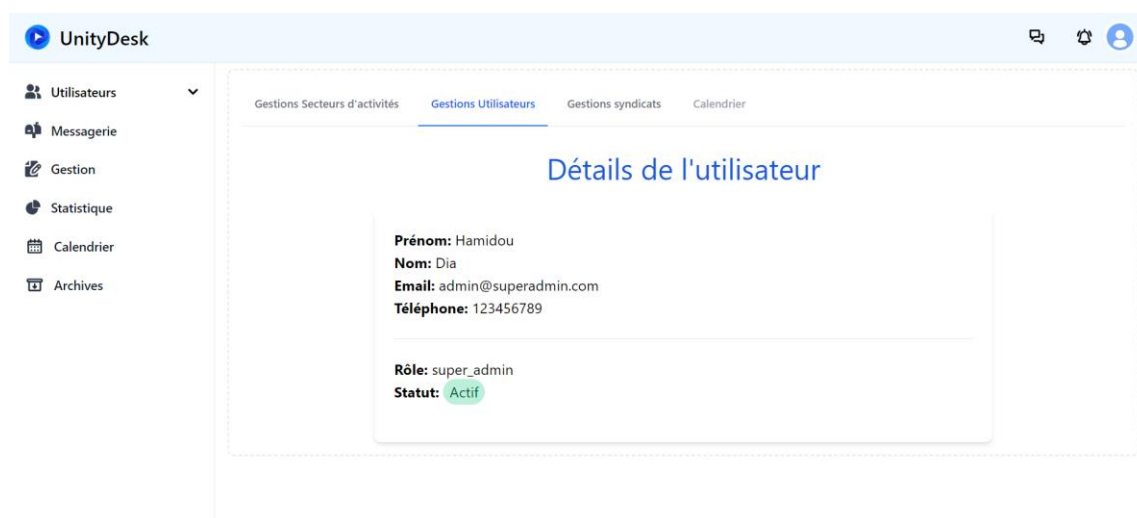 UnityDesk
Utilisateurs
Messagerie
Gestion
Statistique
Calendrier
Archives
Gestions Secteurs d'activités Gestions Utilisateurs Gestions syndicats Calendrier
Détails de l'utilisateur
Prénom: Hamidou
Nom: Dia
Email: admin@superadmin.com
Téléphone: 123456789
Rôle: super_admin
Statut: Actif